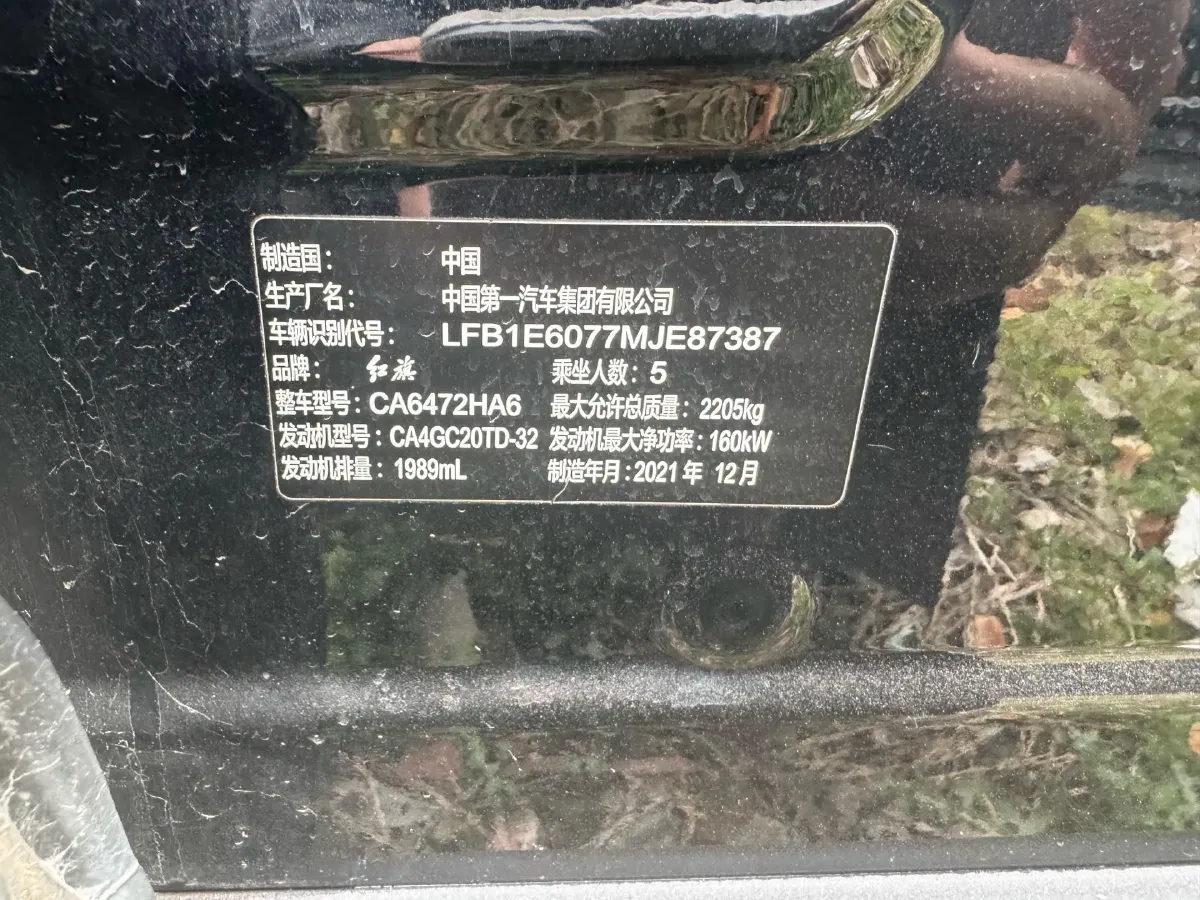 制造国： 中国
生产厂名： 中国第一汽车集团有限公司
车辆识别代号： LFB1E6077MJE87387
品牌： 红旗 乘坐人数：5
整车型号：CA6472HA6 最大允许总质量：2205kg
发动机型号：CA4GC20TD-32 发动机最大净功率：160kW
发动机排量：1989mL 制造年月：2021年 12月